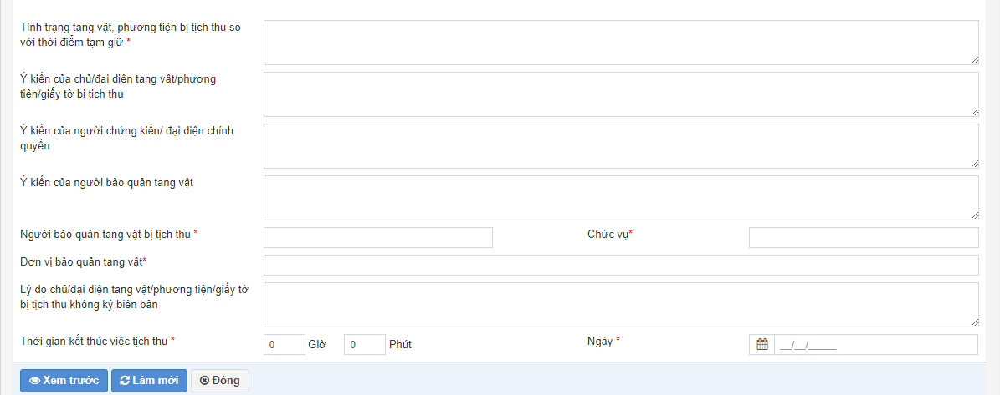 Tình trạng tang vật, phương tiện bị tịch thu so
với thời điểm tạm giữ *
Ý kiến của chủ/đại diện tang vật/phương
tiện/giấy tờ bị tịch thu
Ý kiến của người chứng kiến/ đại diện chính
quyền
Ý kiến của người bảo quản tang vật
Người bảo quản tang vật bị tịch thu *
Chức vụ*
Đơn vị bảo quản tang vật*
Lý do chủ/đại diện tang vật/phương tiện/giấy tờ
bị tịch thu không ký biên bản
Thời gian kết thúc việc tịch thu * 0 Giờ 0 Phút
Ngày * __/__/____
Xem trước Làm mới Đóng